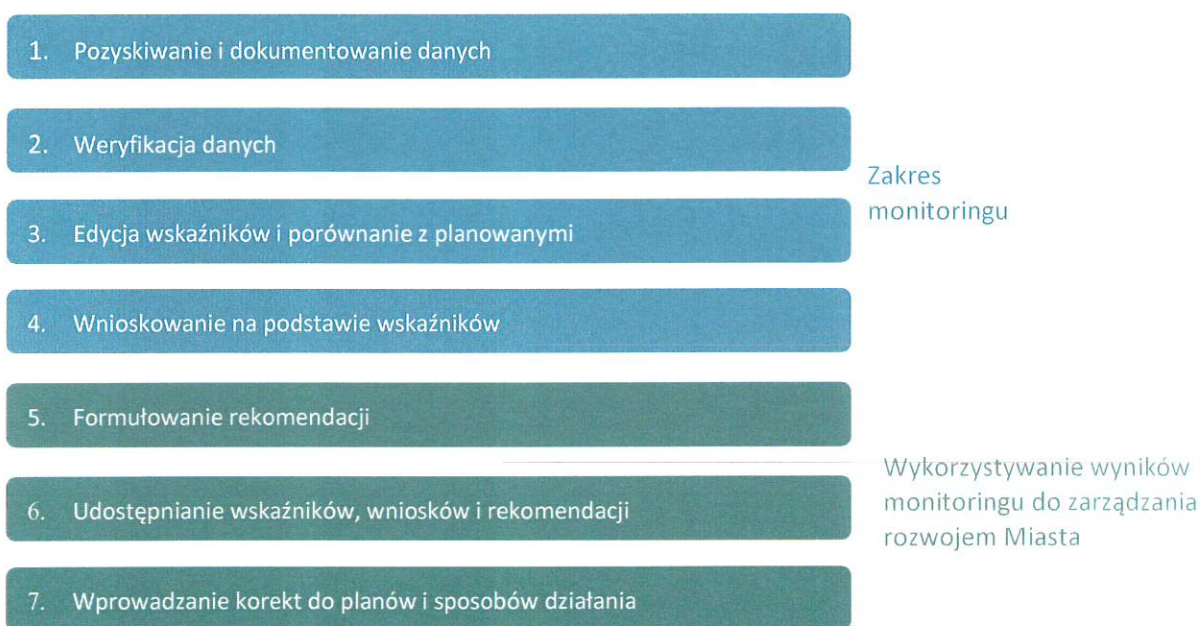 1. Pozyskiwanie i dokumentowanie danych
2. Weryfikacja danych
Zakres
monitoringu
3. Edycja wskaźników i porównanie z planowanymi
4. Wnioskowanie na podstawie wskaźników
5. Formułowanie rekomendacji
Wykorzystywanie wyników
monitoringu do zarządzania
rozwojem Miasta
6. Udostępnianie wskaźników, wniosków i rekomendacji
7. Wprowadzanie korekt do planów i sposobów działania